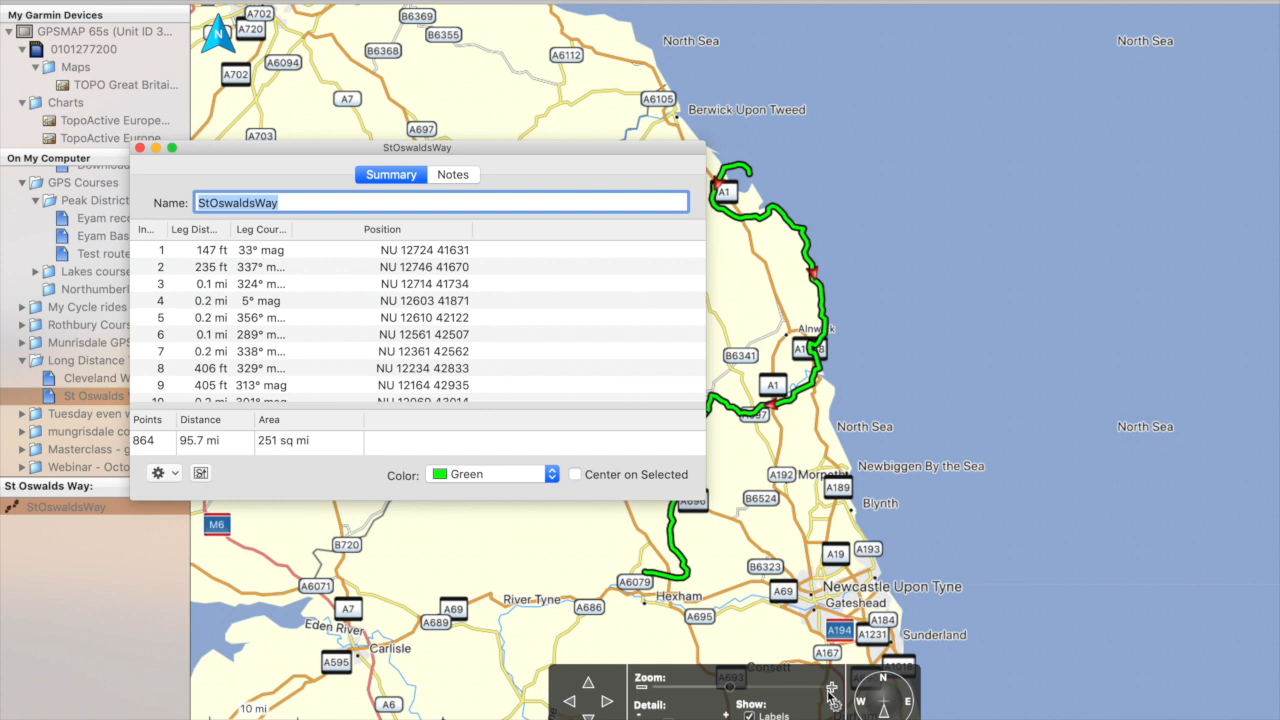 My Garmin Devices
GPSMAP 65s (Unit ID 3...
0101277200
Maps
TOPO Great Britai...
Charts
TopoActive Europe...
TopoActive Europe
On My Computer
GPS Courses
Peak District
Eyam reco
Eyam Bas
Test route
Lakes course
Northumberl
My Cycle rides
Rothbury Cour
Munrisdale GP
Long Distance
Cleveland W
St Oswalds
Tuesday even w
mungrisdale co
Masterclass - g
Webinar - Octo
St Oswalds Way:
StOswaldsWay
StOswaldsWay
Summary
Notes
Name: StOswaldsWay
In... Leg Dist... Leg Cour... Position
1 147 ft 33° mag NU 12724 41631
2 235 ft 337° m... NU 12746 41670
3 0.1 mi 324° m... NU 12714 41734
4 0.2 mi 5° mag NU 12603 41871
5 0.2 mi 356° m... NU 12610 42122
6 0.1 mi 289° m... NU 12561 42507
7 0.2 mi 338° m... NU 12361 42562
8 406 ft 329° m... NU 12234 42833
9 405 ft 313° mag NU 12164 42935
Points Distance Area
864 95.7 mi 251 sq mi
Color: Green
Center on Selected
N
A702
A720
B6369
B6355
B6368
A6094
A6112
A702
A7
A6105
A697
A703
North Sea
North Sea
Berwick Upon Tweed
A1
Alnwick
B6341
A1
A697
North Sea
North Sea
A192
Morpeth
Newbiggen By the Sea
A189
A696
B6524
Blynth
M6
B720
A19
A193
A6071
A6079
B6323
Newcastle Upon Tyne
A69
Gateshead
Hexham
River Tyne
A686
A695
A7
A69
A689
Eden River
Carlisle
A595
A6
A194
A184
A1231
Sunderland
A167
A1018
Consett
A693
10 mi
Zoom:
Detail:
Show:
Labels
N
W
E